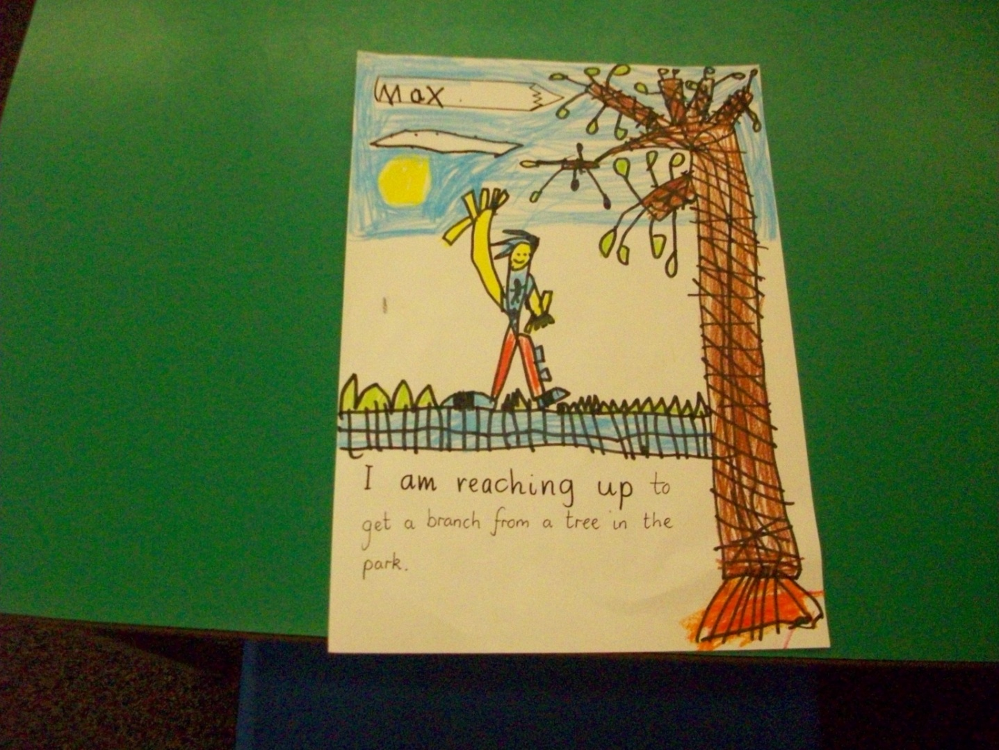 Max
I am reaching up to
get a branch from a tree in the
park.